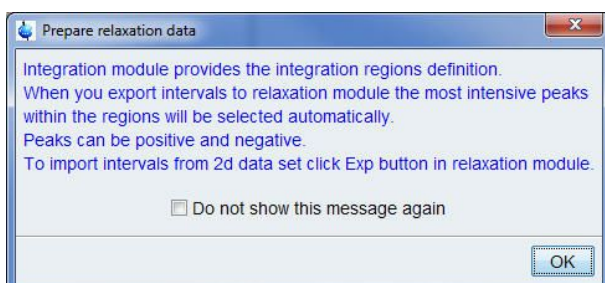 Prepare relaxation data
Integration module provides the integration regions definition.
When you export intervals to relaxation module the most intensive peaks
within the regions will be selected automatically.
Peaks can be positive and negative.
To import intervals from 2d data set click Exp button in relaxation module.
Do not show this message again
OK